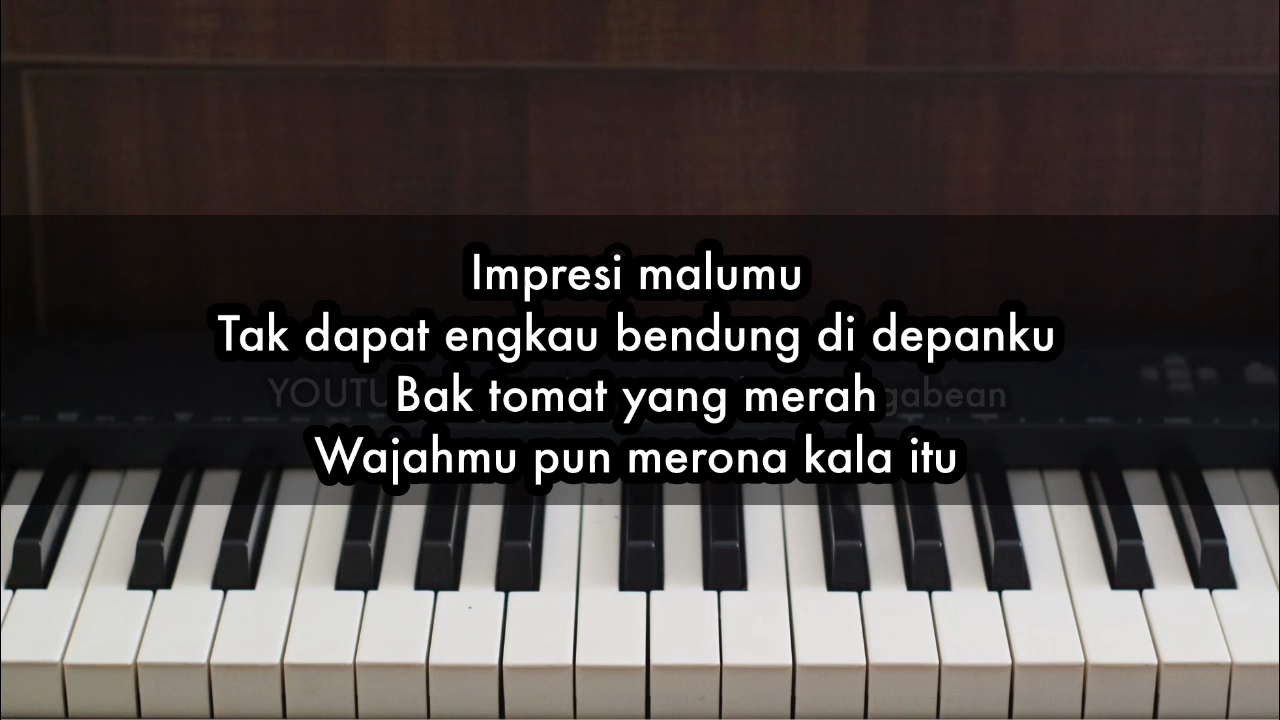 Impresi malumu
Tak dapat engkau bendung di depanku
Bak tomat yang merah
Wajahmu pun merona kala itu